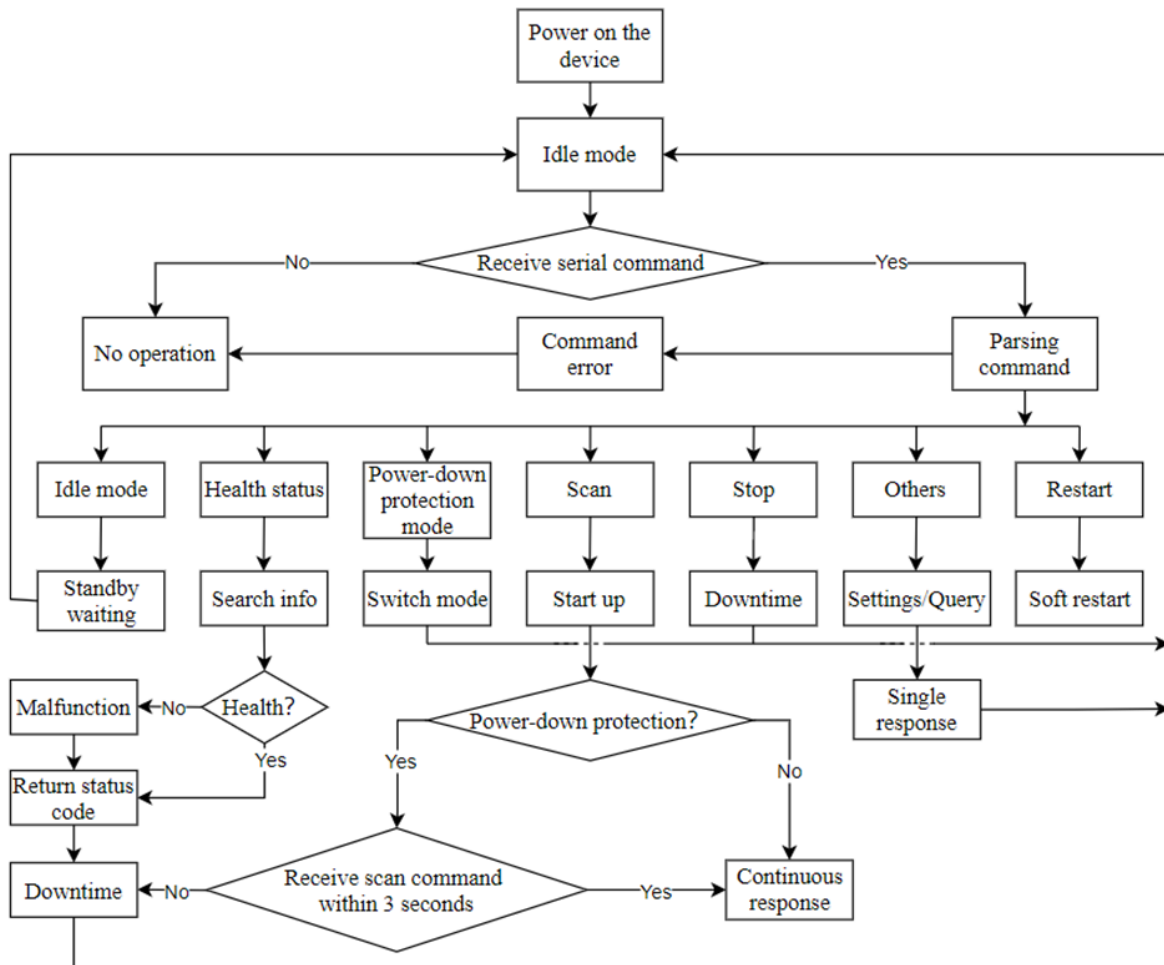 Power on the
device
Idle mode
Receive serial command
No
Yes
No operation
Command
error
Parsing
command
Idle mode
Health status
Power-down
protection
mode
Scan
Stop
Others
Restart
Standby
waiting
Search info
Switch mode
Start up
Downtime
Settings/Query
Soft restart
Malfunction
No
Health?
Yes
Power-down protection?
Single
response
Return status
code
Yes
No
Downtime
No
Receive scan command
within 3 seconds
Yes
Continuous
response